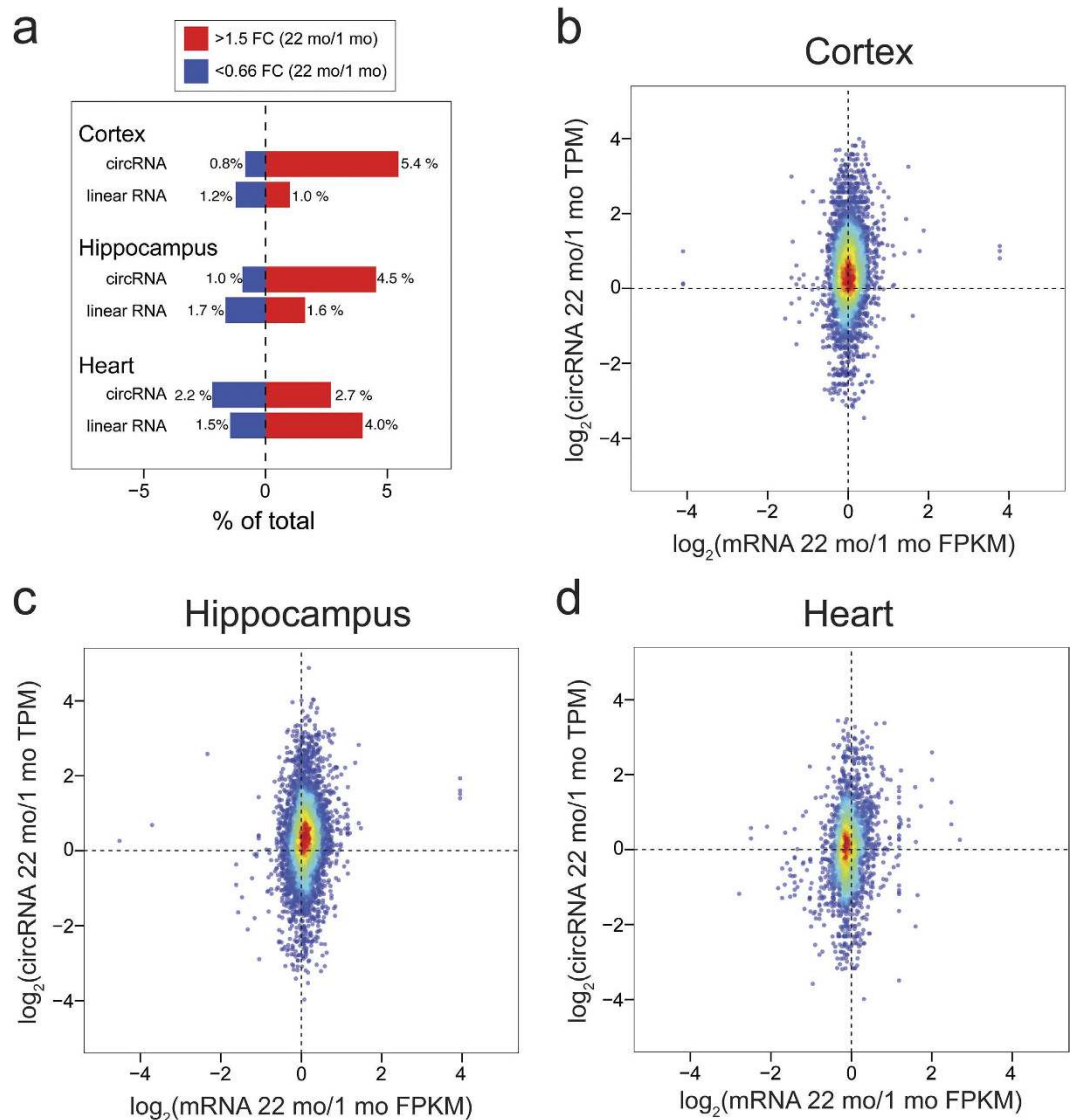 a
>1.5 FC (22 mo/1 mo)
<0.66 FC (22 mo/1 mo)
Cortex
circRNA 0.8% 5.4 %
linear RNA 1.2% 1.0 %
Hippocampus
circRNA 1.0 % 4.5 %
linear RNA 1.7 % 1.6 %
Heart
circRNA 2.2 % 2.7 %
linear RNA 1.5% 4.0%
−5 0 5
% of total
b
Cortex
log2(circRNA 22 mo/1 mo TPM)
4
2
0
−2
−4
−4 −2 0 2 4
log2(mRNA 22 mo/1 mo FPKM)
c
Hippocampus
log2(circRNA 22 mo/1 mo TPM)
4
2
0
−2
−4
−4 −2 0 2 4
log2(mRNA 22 mo/1 mo FPKM)
d
Heart
log2(circRNA 22 mo/1 mo TPM)
4
2
0
−2
−4
−4 −2 0 2 4
log2(mRNA 22 mo/1 mo FPKM)